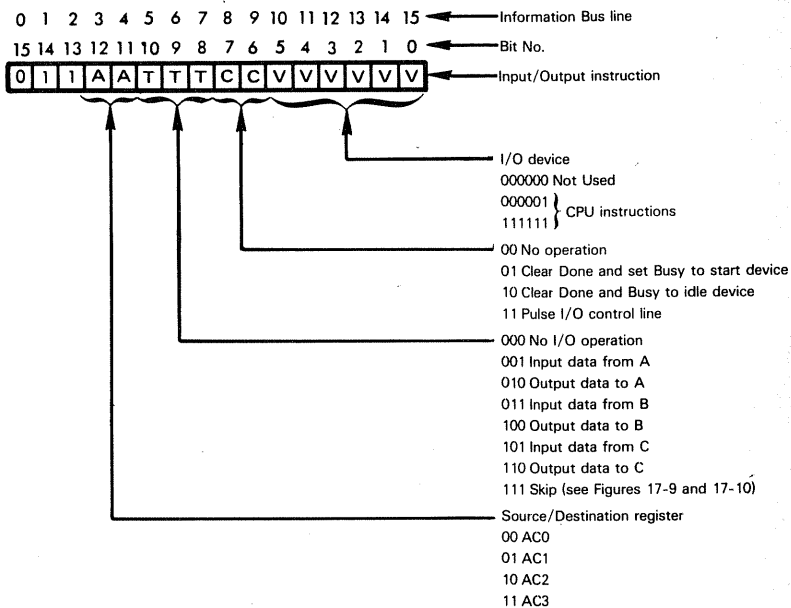 0 1 2 3 4 5 6 7 8 9 10 11 12 13 14 15 Information Bus line
15 14 13 12 11 10 9 8 7 6 5 4 3 2 1 0 Bit No.
0 1 1 A A T T T C C V V V V V V Input/Output instruction
I/O device
000000 Not Used
000001
111111 } CPU instructions
00 No operation
01 Clear Done and set Busy to start device
10 Clear Done and Busy to idle device
11 Pulse I/O control line
000 No I/O operation
001 Input data from A
010 Output data to A
011 Input data from B
100 Output data to B
101 Input data from C
110 Output data to C
111 Skip (see Figures 17-9 and 17-10)
Source/Destination register
00 AC0
01 AC1
10 AC2
11 AC3